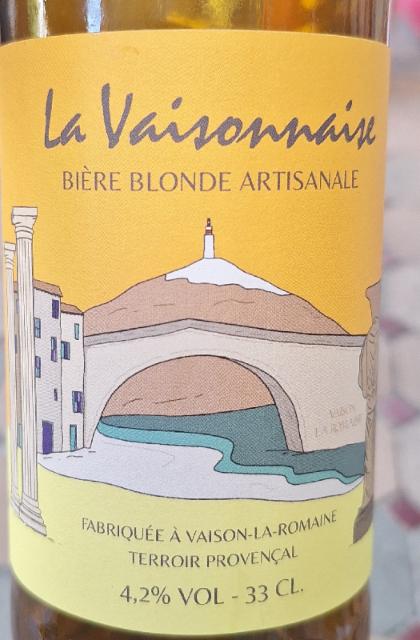 La Vaisonnaise
BIÈRE BLONDE ARTISANALE
VAISON
LA ROMAINE
FABRIQUÉE À VAISON-LA-ROMAINE
TERROIR PROVENÇAL
4,2% VOL - 33 CL.